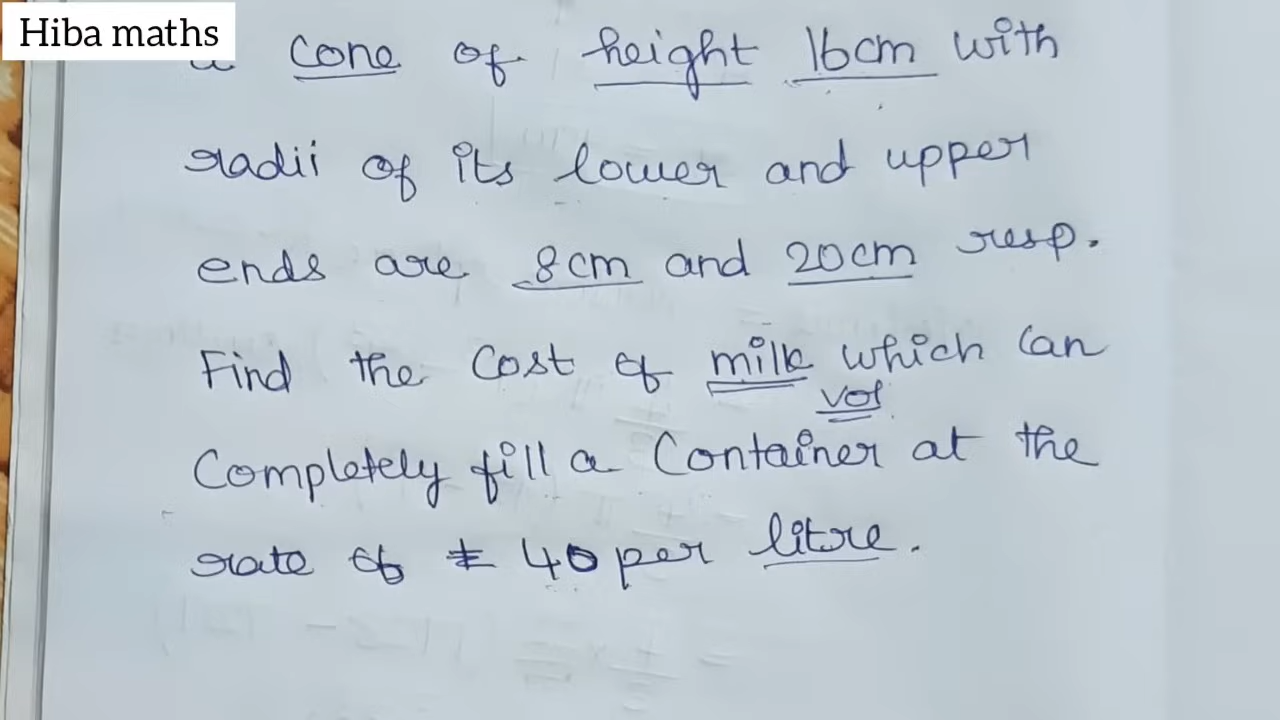 Hiba maths
cone of height 16cm with
radii of its lower and upper
ends are 8cm and 20cm resp.
Find the cost of milk which can
vol
completely fill a container at the
rate of ₹ 40 per litre.